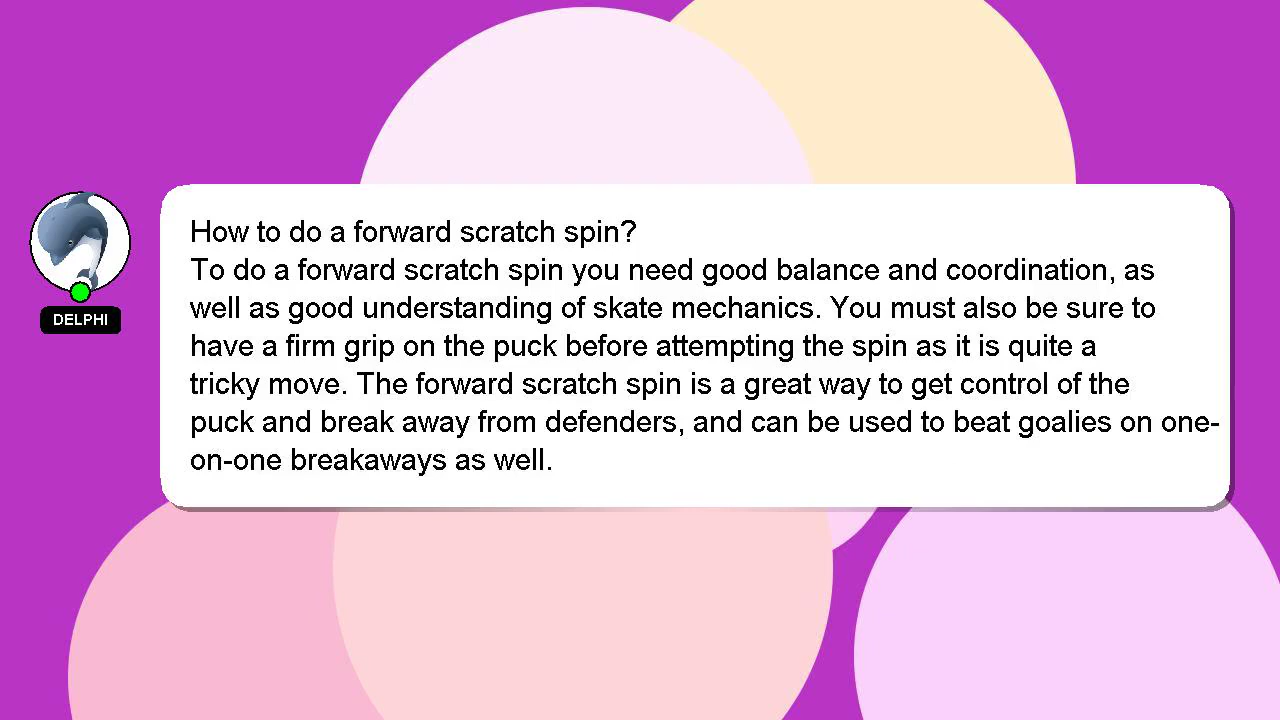 How to do a forward scratch spin?
To do a forward scratch spin you need good balance and coordination, as
well as good understanding of skate mechanics. You must also be sure to
have a firm grip on the puck before attempting the spin as it is quite a
tricky move. The forward scratch spin is a great way to get control of the
puck and break away from defenders, and can be used to beat goalies on one-
on-one breakaways as well.
DELPHI